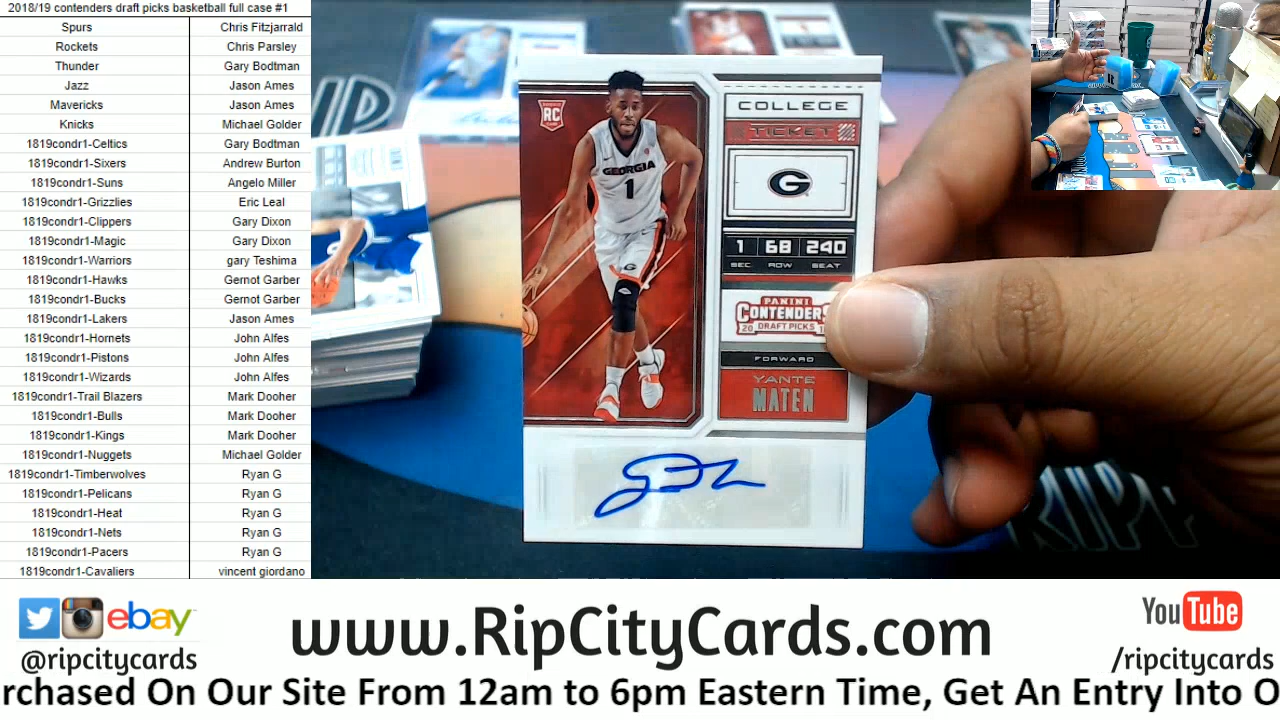 2018/19 contenders draft picks basketball full case #1
Spurs Chris Fitzjarrald
Rockets Chris Parsley
Thunder Gary Bodtman
Jazz Jason Ames
Mavericks Jason Ames
Knicks Michael Golder
1819condr1-Celtics Gary Bodtman
1819condr1-Sixers Andrew Burton
1819condr1-Suns Angelo Miller
1819condr1-Grizzlies Eric Leal
1819condr1-Clippers Gary Dixon
1819condr1-Magic Gary Dixon
1819condr1-Warriors gary Teshima
1819condr1-Hawks Gernot Garber
1819condr1-Bucks Gernot Garber
1819condr1-Lakers Jason Ames
1819condr1-Hornets John Alfes
1819condr1-Pistons John Alfes
1819condr1-Wizards John Alfes
1819condr1-Trail Blazers Mark Dooher
1819condr1-Bulls Mark Dooher
1819condr1-Kings Mark Dooher
1819condr1-Nuggets Michael Golder
1819condr1-Timberwolves Ryan G
1819condr1-Pelicans Ryan G
1819condr1-Heat Ryan G
1819condr1-Nets Ryan G
1819condr1-Pacers Ryan G
1819condr1-Cavaliers vincent giordano
RC
GEORGIA
1
G
COLLEGE
TICKET
G
1 68 240
SEC. ROW SEAT
PANINI
CONTENDERS
DRAFT PICKS
FORWARD
YANTE
MATEN
RIP
ebay
@ripcitycards
www.RipCityCards.com
You Tube
/ripcitycards
rchased On Our Site From 12am to 6pm Eastern Time, Get An Entry Into O